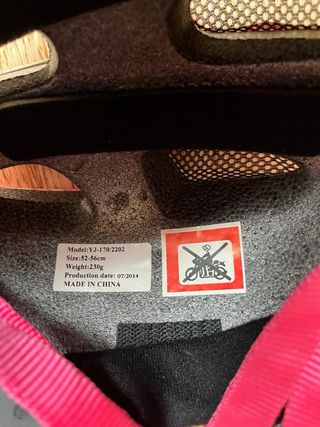 Model:YJ-170/2202
Size:52-56cm
Weight:230g
Production date: 07/2014
MADE IN CHINA